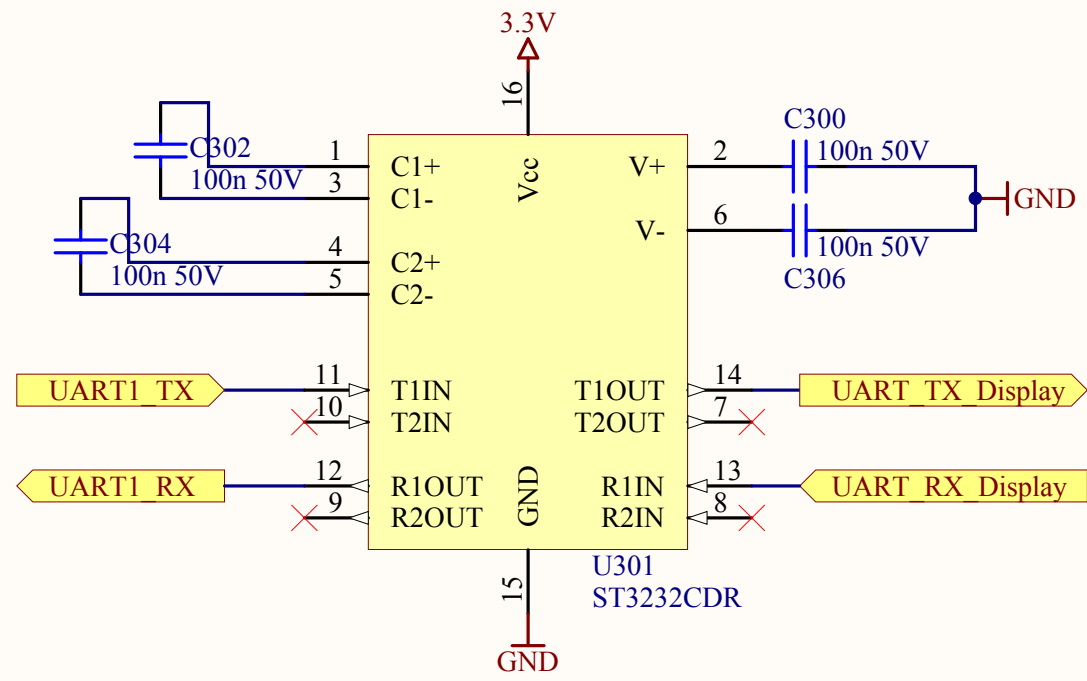 3.3V
16
Vcc
C302
100n 50V
1
C1+
3
C1-
C304
100n 50V
4
C2+
5
C2-
C300
100n 50V
V+
2
V-
6
100n 50V
C306
GND
UART1_TX
11
T1IN
10
T2IN
UART1_RX
12
R1OUT
9
R2OUT
T1OUT
14
UART_TX_Display
T2OUT
7
R1IN
13
UART_RX_Display
R2IN
8
GND
15
GND
U301
ST3232CDR